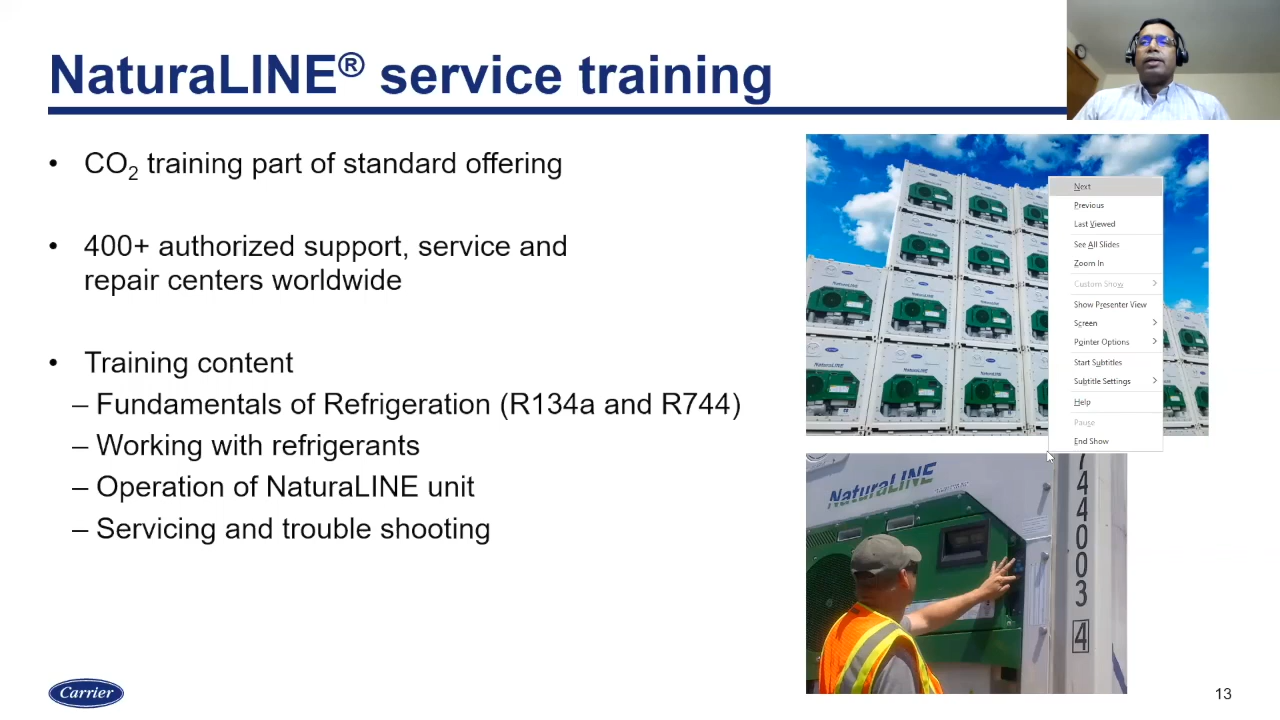 NaturaLINE® service training
• CO2 training part of standard offering
• 400+ authorized support, service and
repair centers worldwide
• Training content
– Fundamentals of Refrigeration (R134a and R744)
– Working with refrigerants
– Operation of NaturaLINE unit
– Servicing and trouble shooting
Next
Previous
Last Viewed
See All Slides
Zoom In
Custom Show
Show Presenter View
Screen
Pointer Options
Start Subtitles
Subtitle Settings
Help
Pause
End Show
NaturaLINE
744003
4
Carrier
13